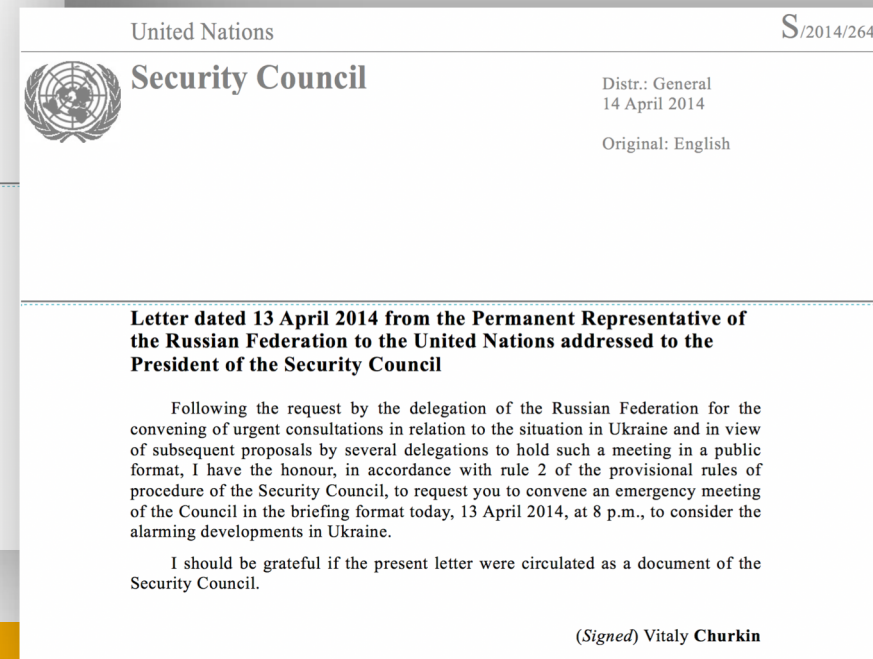 United Nations
S/2014/264
Security Council
Distr.: General
14 April 2014
Original: English
Letter dated 13 April 2014 from the Permanent Representative of
the Russian Federation to the United Nations addressed to the
President of the Security Council
Following the request by the delegation of the Russian Federation for the
convening of urgent consultations in relation to the situation in Ukraine and in view
of subsequent proposals by several delegations to hold such a meeting in a public
format, I have the honour, in accordance with rule 2 of the provisional rules of
procedure of the Security Council, to request you to convene an emergency meeting
of the Council in the briefing format today, 13 April 2014, at 8 p.m., to consider the
alarming developments in Ukraine.
I should be grateful if the present letter were circulated as a document of the
Security Council.
(Signed) Vitaly Churkin